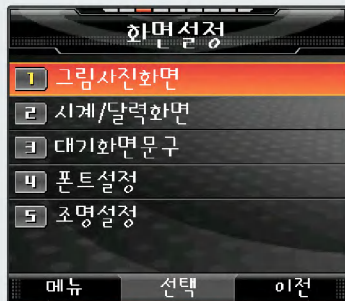 화면설정
1 그림사진화면
2 시계/달력화면
3 대기화면문구
4 폰트설정
5 조명설정
메뉴 선택 이전